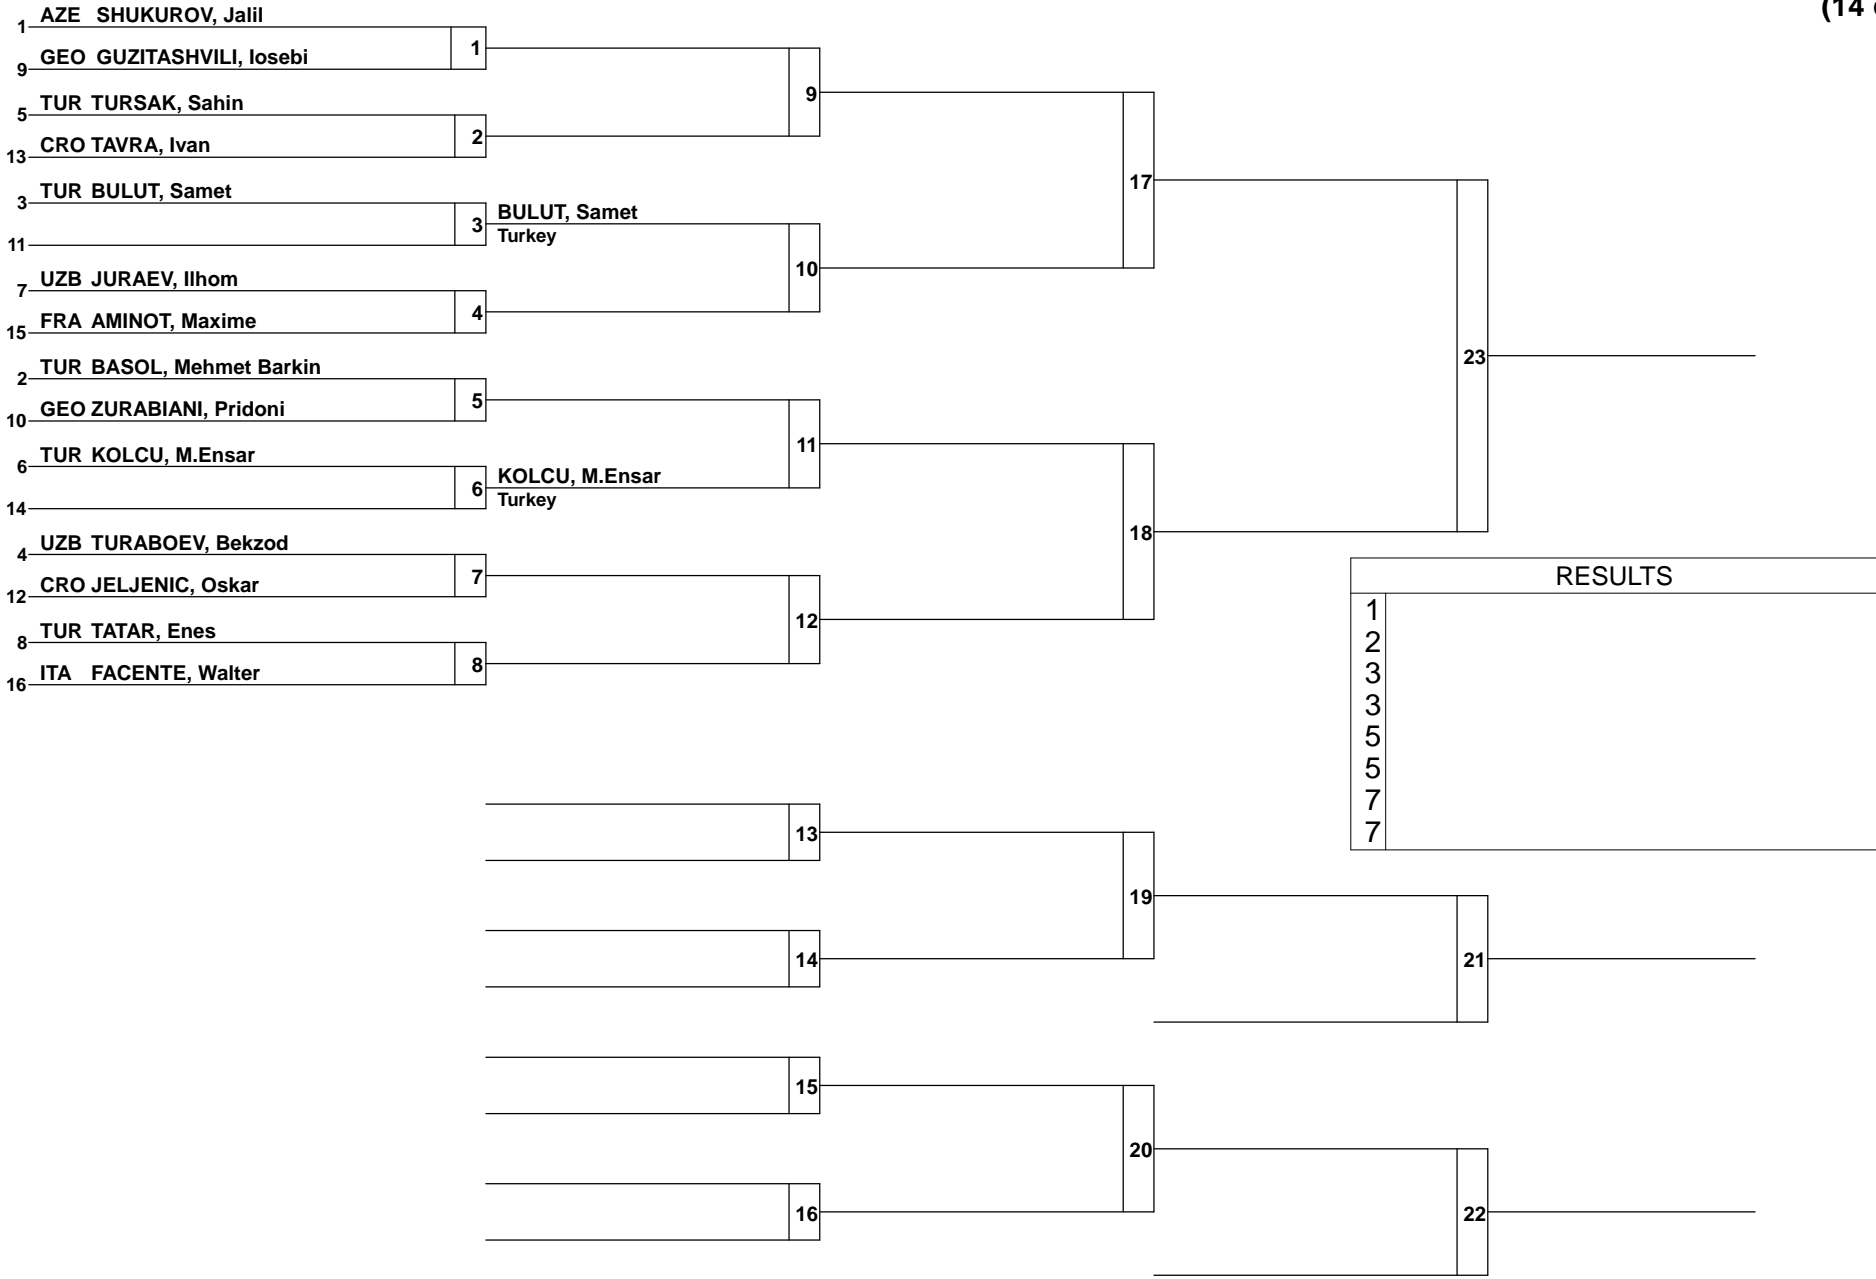 (14
1 AZE SHUKUROV, Jalil
1
9 GEO GUZITASHVILI, Iosebi
9
5 TUR TURSAK, Sahin
2
13 CRO TAVRA, Ivan
17
3 TUR BULUT, Samet
3 BULUT, Samet
Turkey
11
10
7 UZB JURAEV, Ilhom
4
15 FRA AMINOT, Maxime
23
2 TUR BASOL, Mehmet Barkin
5
10 GEO ZURABIANI, Pridoni
11
6 TUR KOLCU, M.Ensar
6 KOLCU, M.Ensar
Turkey
14
18
4 UZB TURABOEV, Bekzod
7
12 CRO JELJENIC, Oskar
12
8 TUR TATAR, Enes
8
16 ITA FACENTE, Walter
RESULTS
1
2
3
3
5
5
7
7
13
19
14
21
15
20
16
22